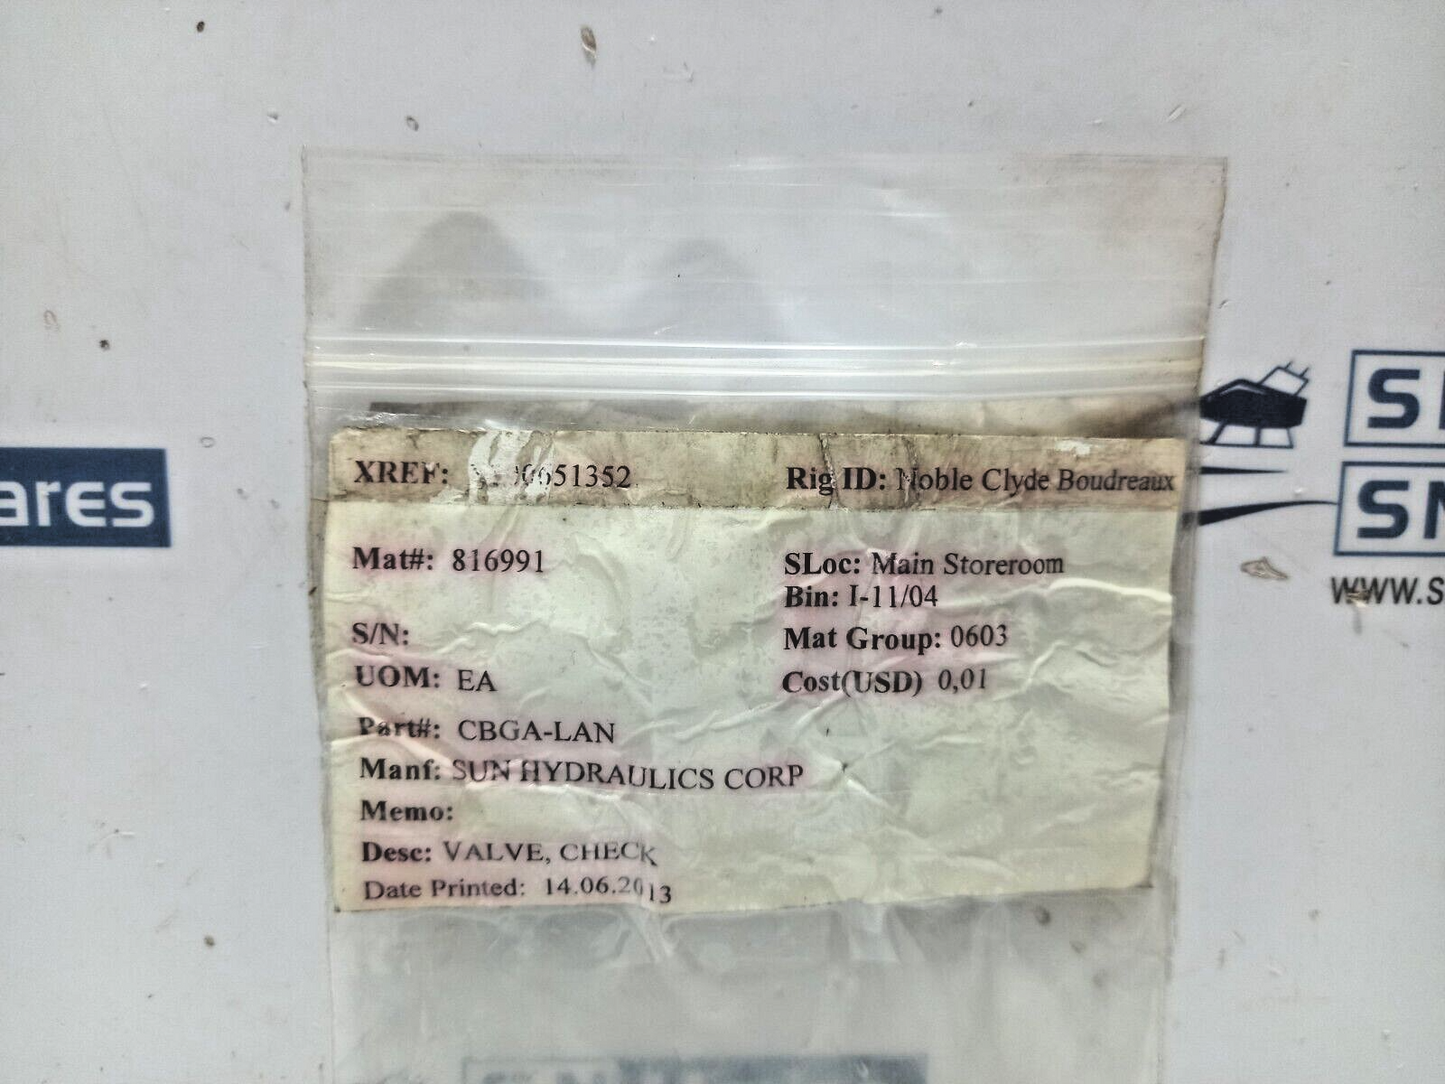 XREF: 00651352
Rig ID: Noble Clyde Boudreaux
Mat#: 816991
SLoc: Main Storeroom
Bin: I-11/04
S/N:
Mat Group: 0603
UOM: EA
Cost(USD) 0,01
Part#: CBGA-LAN
Manf: SUN HYDRAULICS CORP
Memo:
Desc: VALVE, CHECK
Date Printed: 14.06.2013
ares
S
SM
www.s